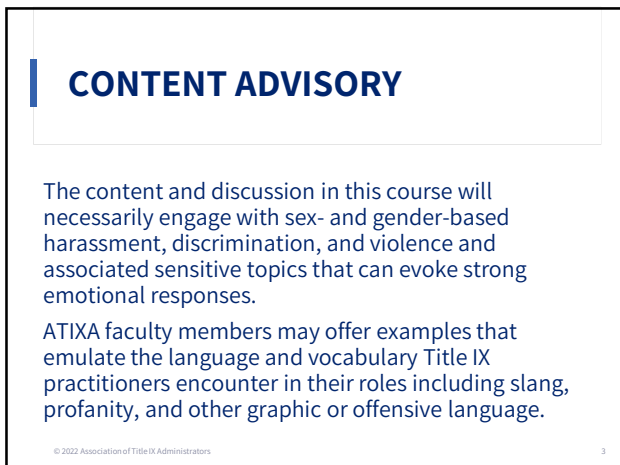 CONTENT ADVISORY
The content and discussion in this course will
necessarily engage with sex- and gender-based
harassment, discrimination, and violence and
associated sensitive topics that can evoke strong
emotional responses.
ATIXA faculty members may offer examples that
emulate the language and vocabulary Title IX
practitioners encounter in their roles including slang,
profanity, and other graphic or offensive language.
© 2022 Association of Title IX Administrators
3